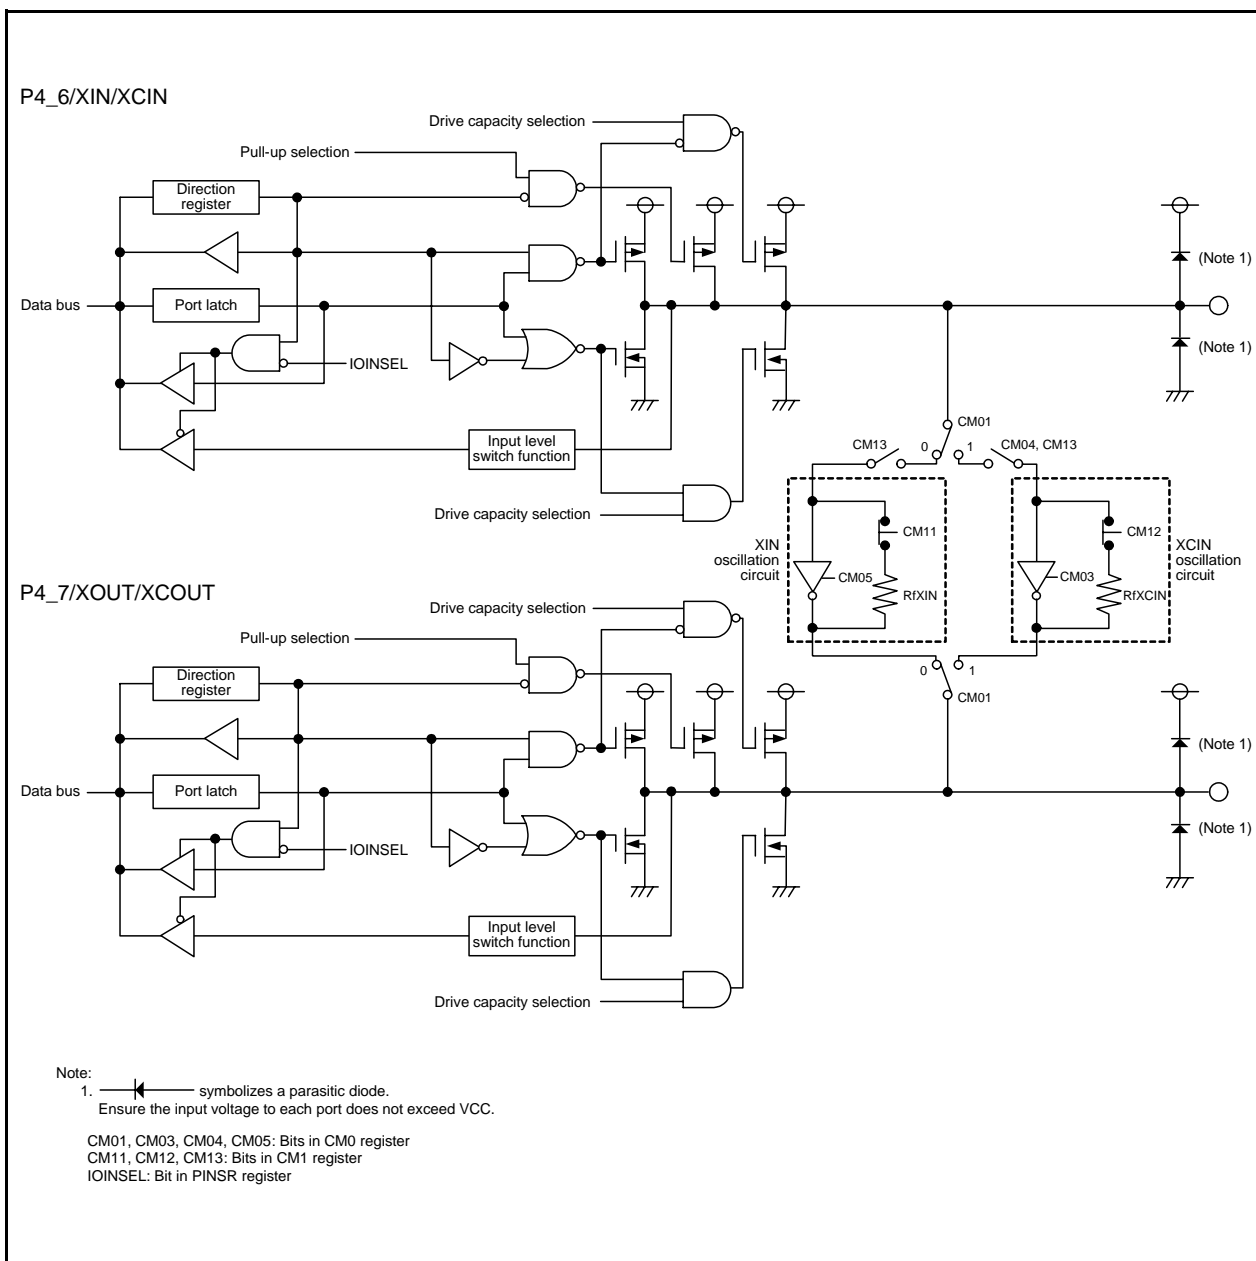 P4_6/XIN/XCIN
Drive capacity selection
Pull-up selection
Direction
register
(Note 1)
Data bus
Port latch
(Note 1)
IOINSEL
CM01
Input level
switch function
CM13
0
1
CM04, CM13
Drive capacity selection
XIN
oscillation
circuit
CM11
CM05
RfXIN
CM12
CM03
RfXCIN
XCIN
oscillation
circuit
P4_7/XOUT/XCOUT
Drive capacity selection
Pull-up selection
0
1
CM01
Direction
register
(Note 1)
Data bus
Port latch
(Note 1)
IOINSEL
Input level
switch function
Drive capacity selection
Note:
1. symbolizes a parasitic diode.
Ensure the input voltage to each port does not exceed VCC.
CM01, CM03, CM04, CM05: Bits in CM0 register
CM11, CM12, CM13: Bits in CM1 register
IOINSEL: Bit in PINSR register